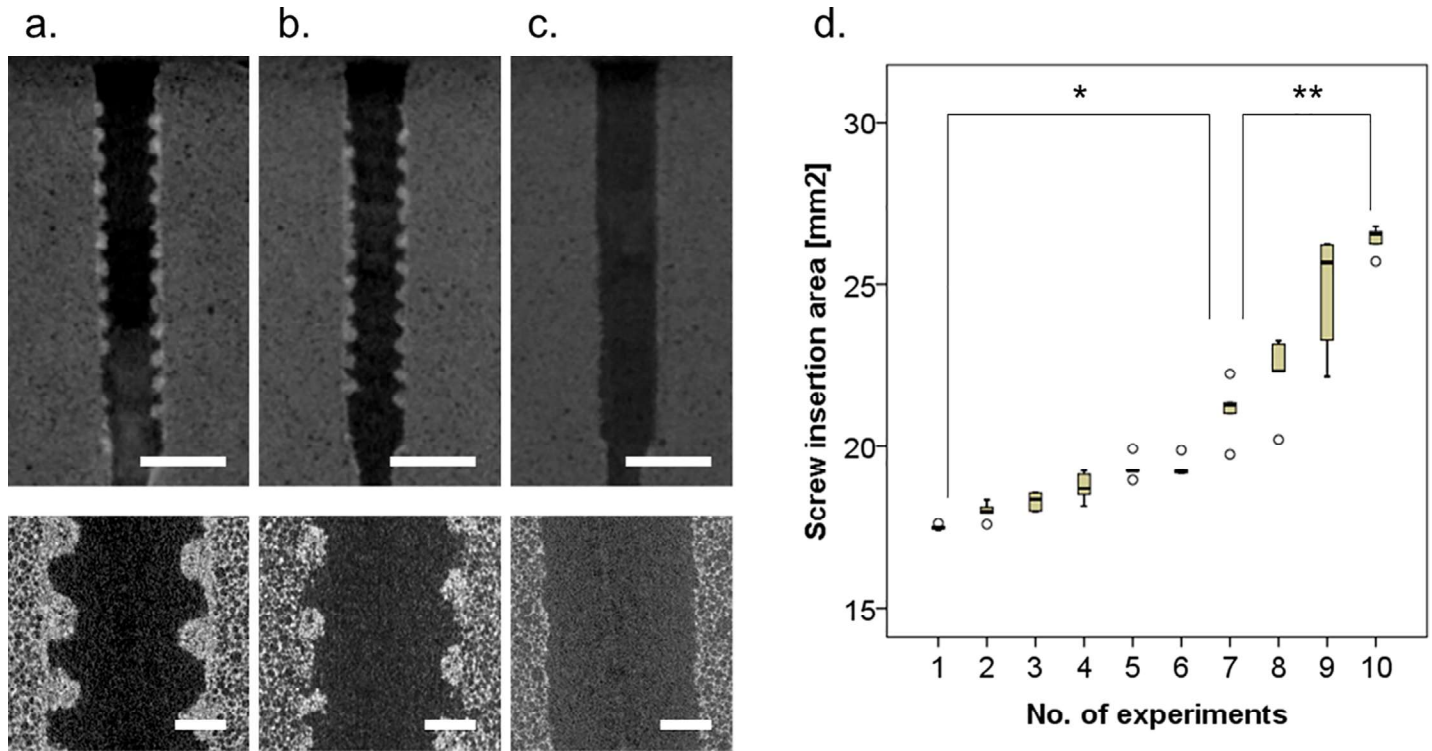 a.
b.
c.
d.
*
**
Screw insertion area [mm2]
30
25
20
15
1 2 3 4 5 6 7 8 9 10
No. of experiments